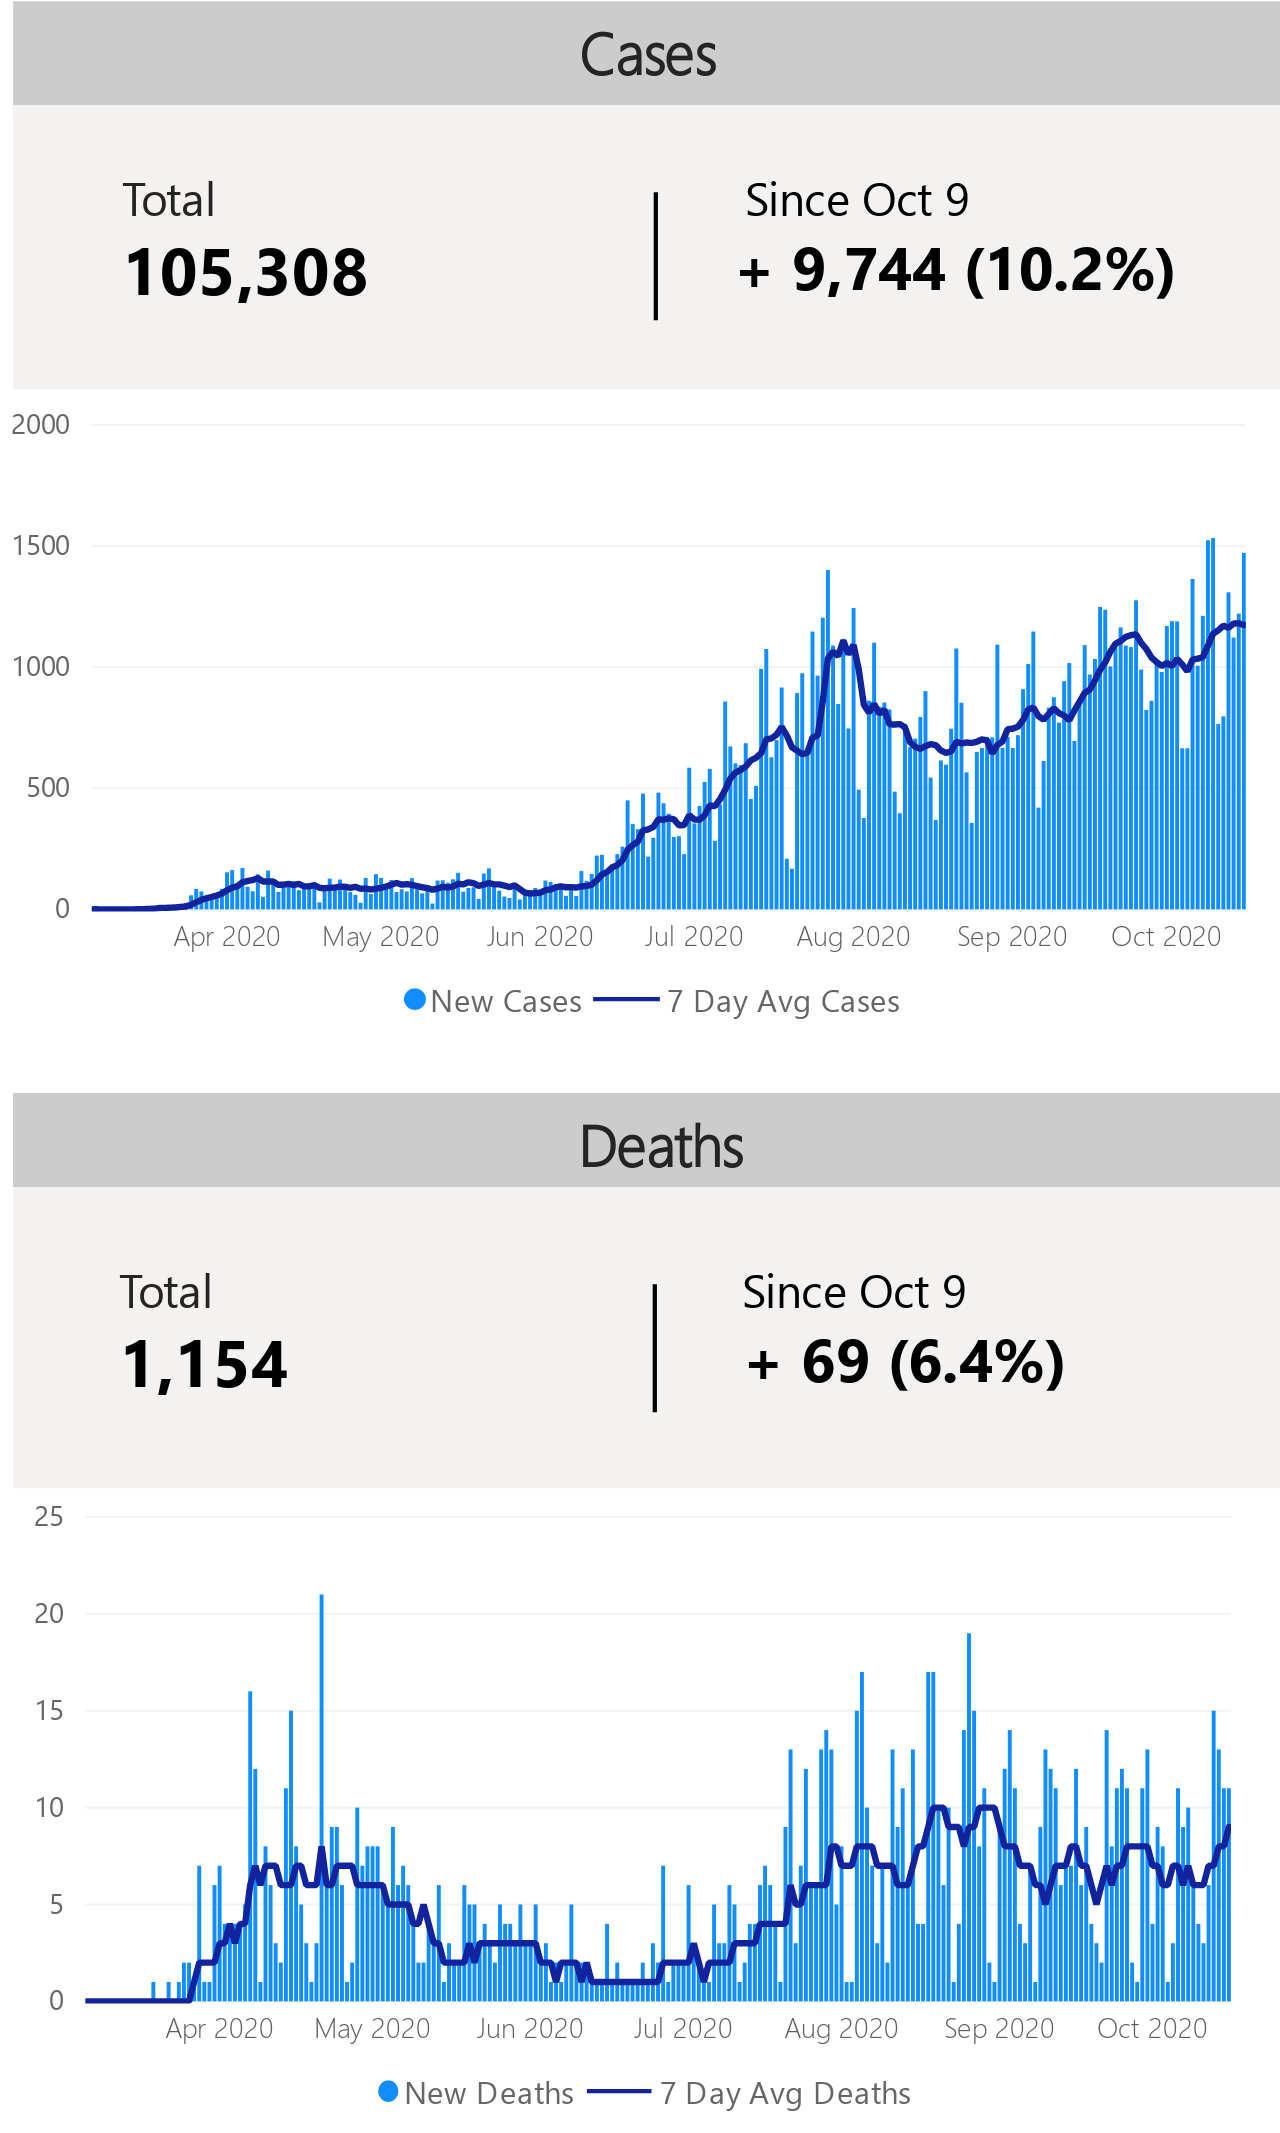 Cases
Total
Since Oct 9
105,308
+ 9,744 (10.2%)
2000
1500
1000
500
0
Apr 2020 May 2020 Jun 2020 Jul 2020 Aug 2020 Sep 2020 Oct 2020
New Cases 7 Day Avg Cases
Deaths
Total
Since Oct 9
1,154
+ 69 (6.4%)
25
20
15
10
5
0
Apr 2020 May 2020 Jun 2020 Jul 2020 Aug 2020 Sep 2020 Oct 2020
New Deaths 7 Day Avg Deaths